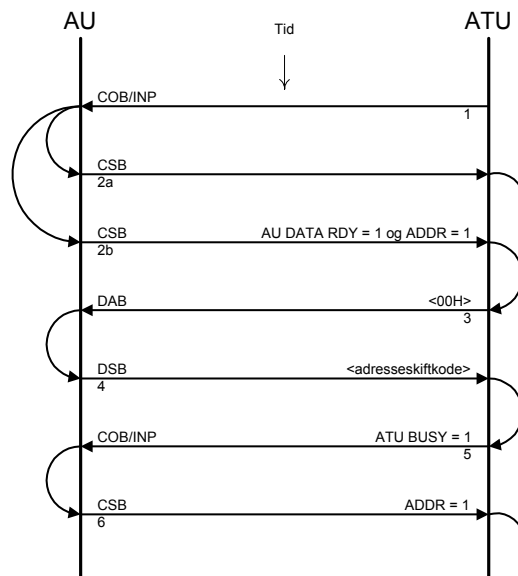 AU
ATU
Tid
COB/INP
1
CSB
2a
CSB
AU DATA RDY = 1 og ADDR = 1
2b
DAB
<00H>
3
DSB
<adresseskiftkode>
4
COB/INP
ATU BUSY = 1
5
CSB
ADDR = 1
6